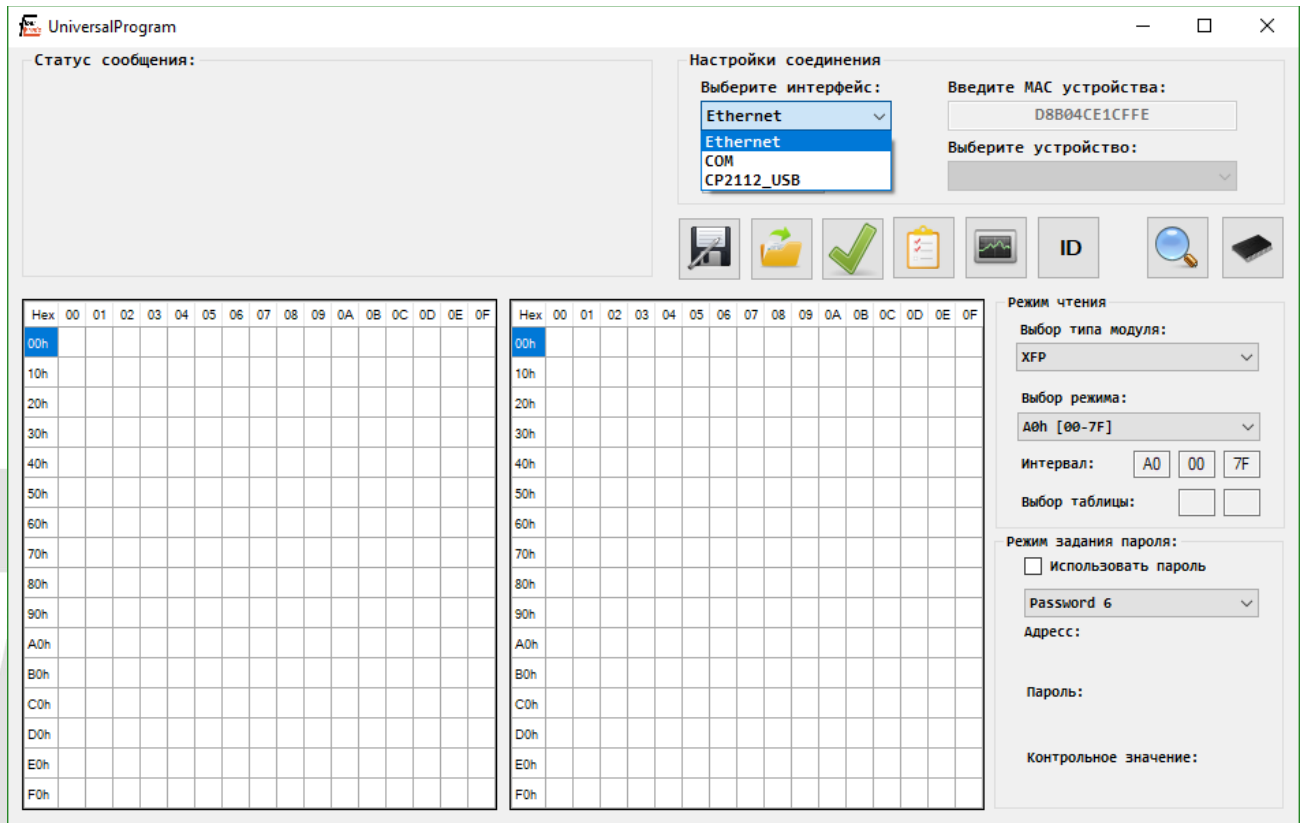 UniversalProgram
Статус сообщения:
Настройки соединения
Выберите интерфейс:
Введите MAC устройства:
Ethernet
D8B04CE1CFFE
Ethernet
COM
CP2112_USB
Выберите устройство:
ID
Hex 00 01 02 03 04 05 06 07 08 09 0A 0B 0C 0D 0E 0F
00h
10h
20h
30h
40h
50h
60h
70h
80h
90h
A0h
B0h
C0h
D0h
E0h
F0h
Hex 00 01 02 03 04 05 06 07 08 09 0A 0B 0C 0D 0E 0F
00h
10h
20h
30h
40h
50h
60h
70h
80h
90h
A0h
B0h
C0h
D0h
E0h
F0h
Режим чтения
Выбор типа модуля:
XFP
Выбор режима:
A0h [00-7F]
Интервал: A0 00 7F
Выбор таблицы:
Режим задания пароля:
Использовать пароль
Password 6
Адресс:
Пароль:
Контрольное значение: